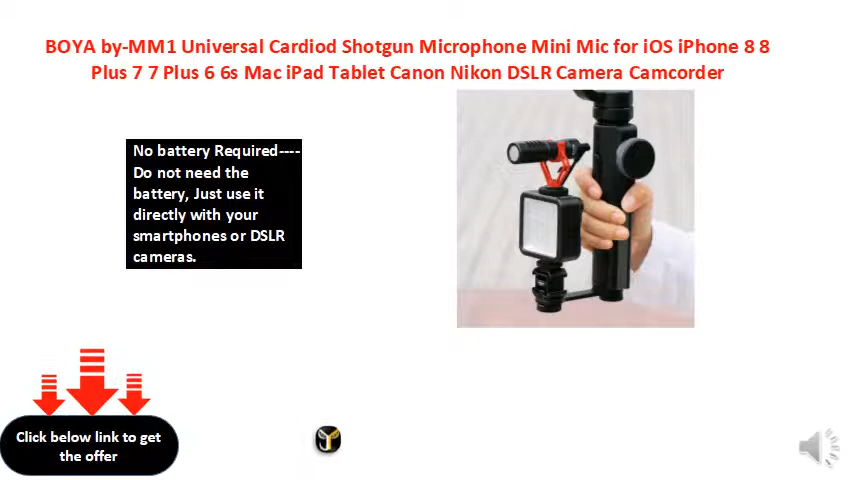 BOYA by-MM1 Universal Cardiod Shotgun Microphone Mini Mic for iOS iPhone 8 8
Plus 7 7 Plus 6 6s Mac iPad Tablet Canon Nikon DSLR Camera Camcorder
No battery Required----
Do not need the
battery, Just use it
directly with your
smartphones or DSLR
cameras.
Click below link to get
the offer